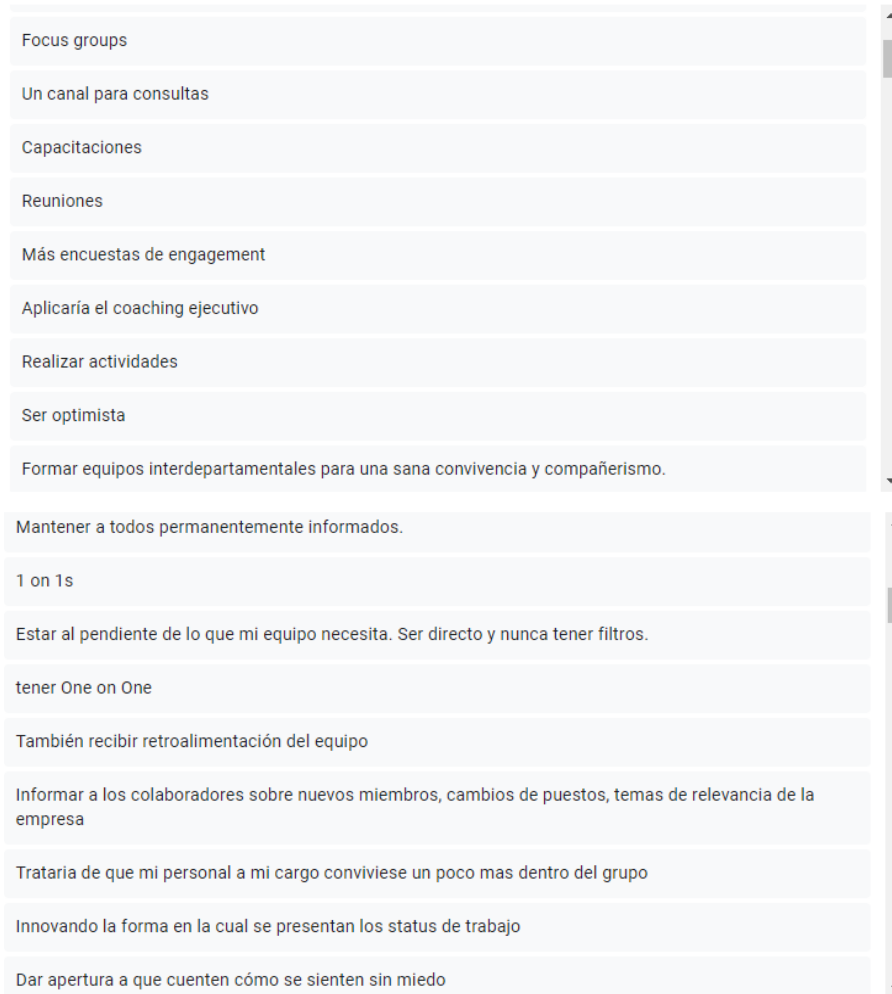 Focus groups
Un canal para consultas
Capacitaciones
Reuniones
Más encuestas de engagement
Aplicaría el coaching ejecutivo
Realizar actividades
Ser optimista
Formar equipos interdepartamentales para una sana convivencia y compañerismo.
Mantener a todos permanentemente informados.
1 on 1s
Estar al pendiente de lo que mi equipo necesita. Ser directo y nunca tener filtros.
tener One on One
También recibir retroalimentación del equipo
Informar a los colaboradores sobre nuevos miembros, cambios de puestos, temas de relevancia de la
empresa
Trataria de que mi personal a mi cargo conviviese un poco mas dentro del grupo
Innovando la forma en la cual se presentan los status de trabajo
Dar apertura a que cuenten cómo se sienten sin miedo